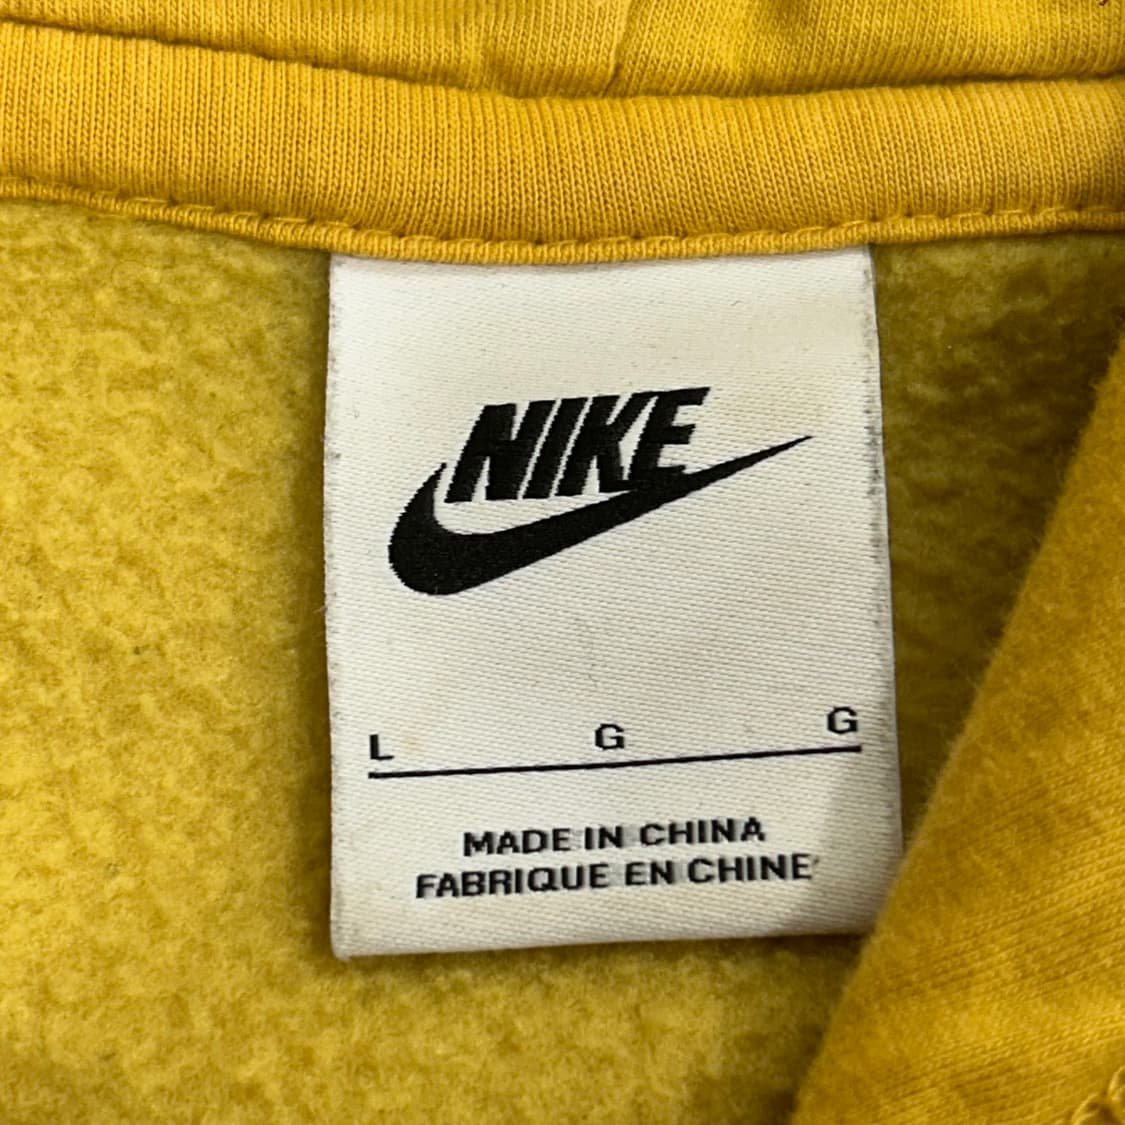 NIKE
L G G
MADE IN CHINA
FABRIQUE EN CHINE